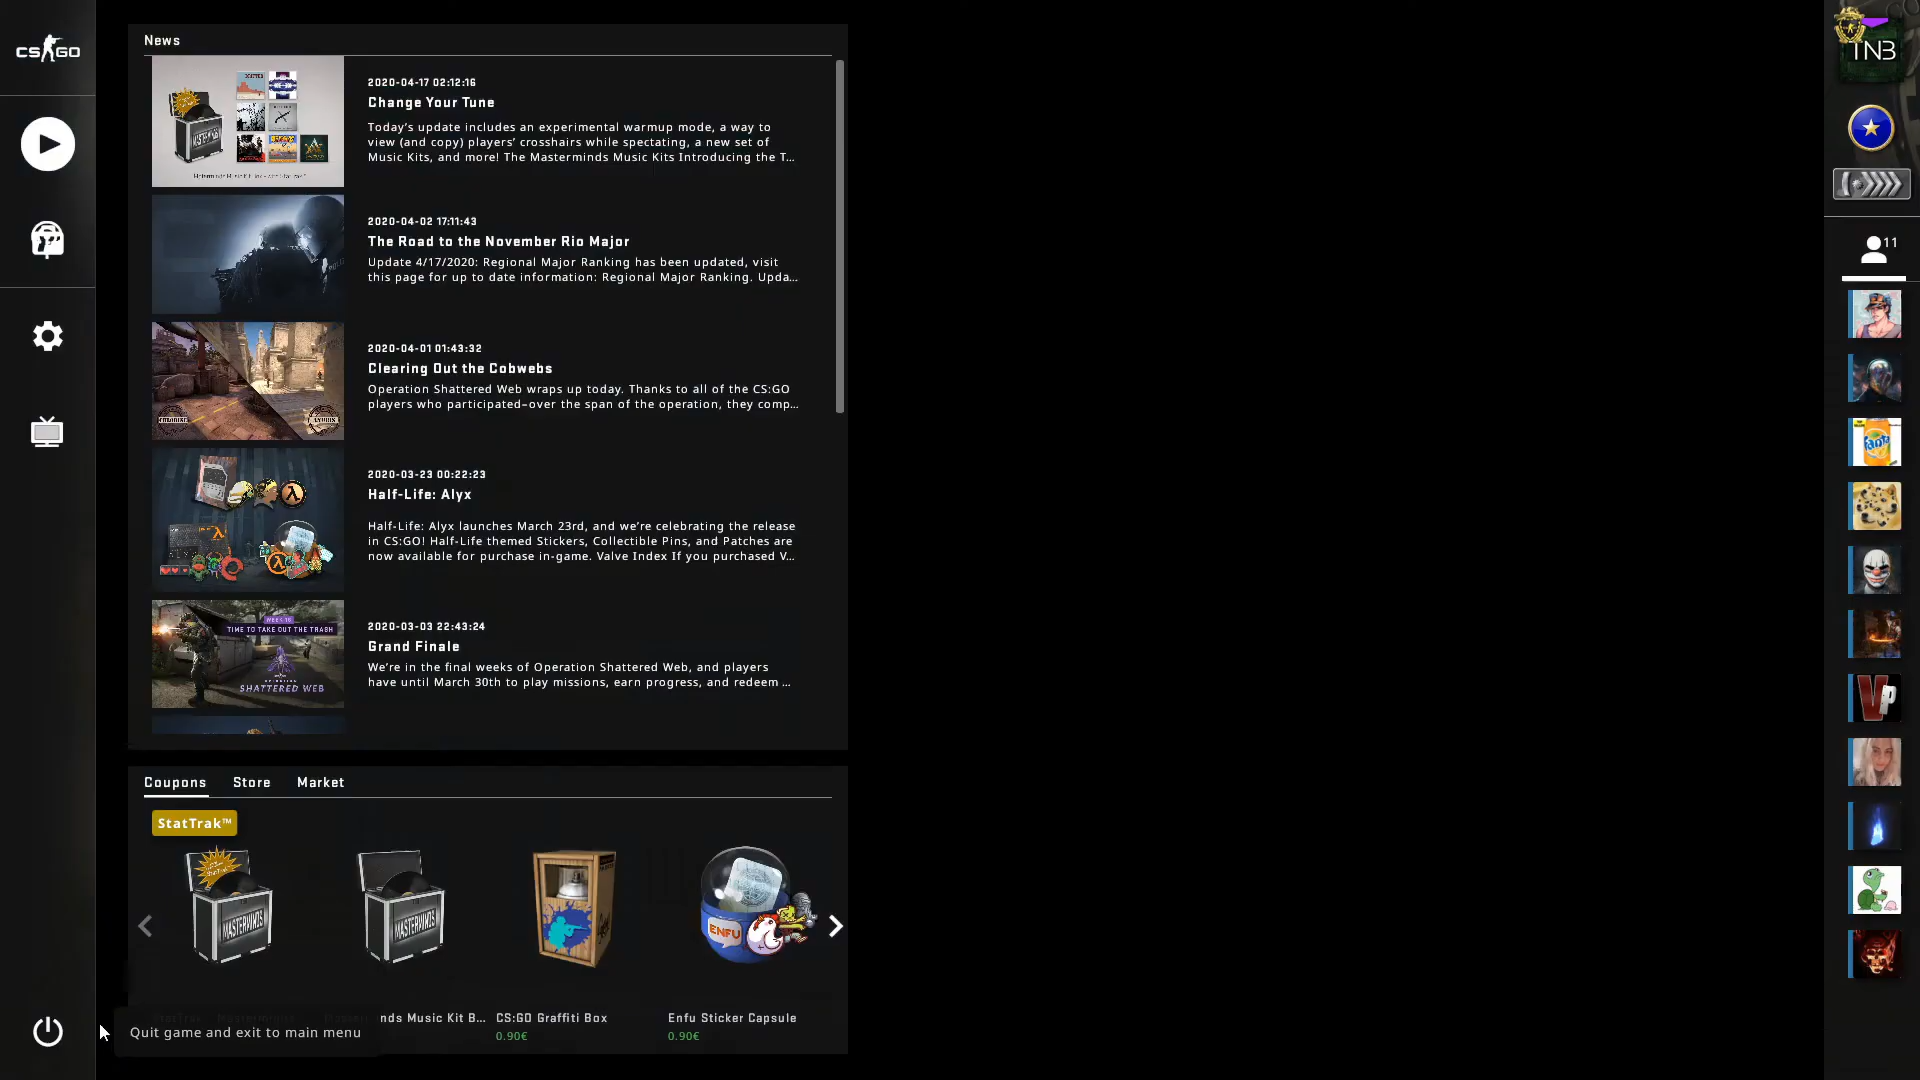 CS GO
News
2020-04-17 02:12:16
Change Your Tune
Today's update includes an experimental warmup mode, a way to
view (and copy) players' crosshairs while spectating, a new set of
Music Kits, and more! The Masterminds Music Kits Introducing the T...
2020-04-02 17:11:43
The Road to the November Rio Major
Update 4/17/2020: Regional Major Ranking has been updated, visit
this page for up to date information: Regional Major Ranking. Upda...
2020-04-01 01:43:32
Clearing Out the Cobwebs
Operation Shattered Web wraps up today. Thanks to all of the CS:GO
players who participated–over the span of the operation, they comp...
2020-03-23 00:22:23
Half-Life: Alyx
Half-Life: Alyx launches March 23rd, and we're celebrating the release
in CS:GO! Half-Life themed Stickers, Collectible Pins, and Patches are
now available for purchase in-game. Valve Index If you purchased V...
WEEK 16
TIME TO TAKE OUT THE TRASH
SHATTERED WEB
2020-03-03 22:43:24
Grand Finale
We're in the final weeks of Operation Shattered Web, and players
have until March 30th to play missions, earn progress, and redeem ...
Coupons Store Market
StatTrak™
MASTERMINDS
MASTERMINDS
ENFU
nds Music Kit B... CS:GO Graffiti Box Enfu Sticker Capsule
0.90€ 0.90€
Quit game and exit to main menu
TNB
11
fanta
VP